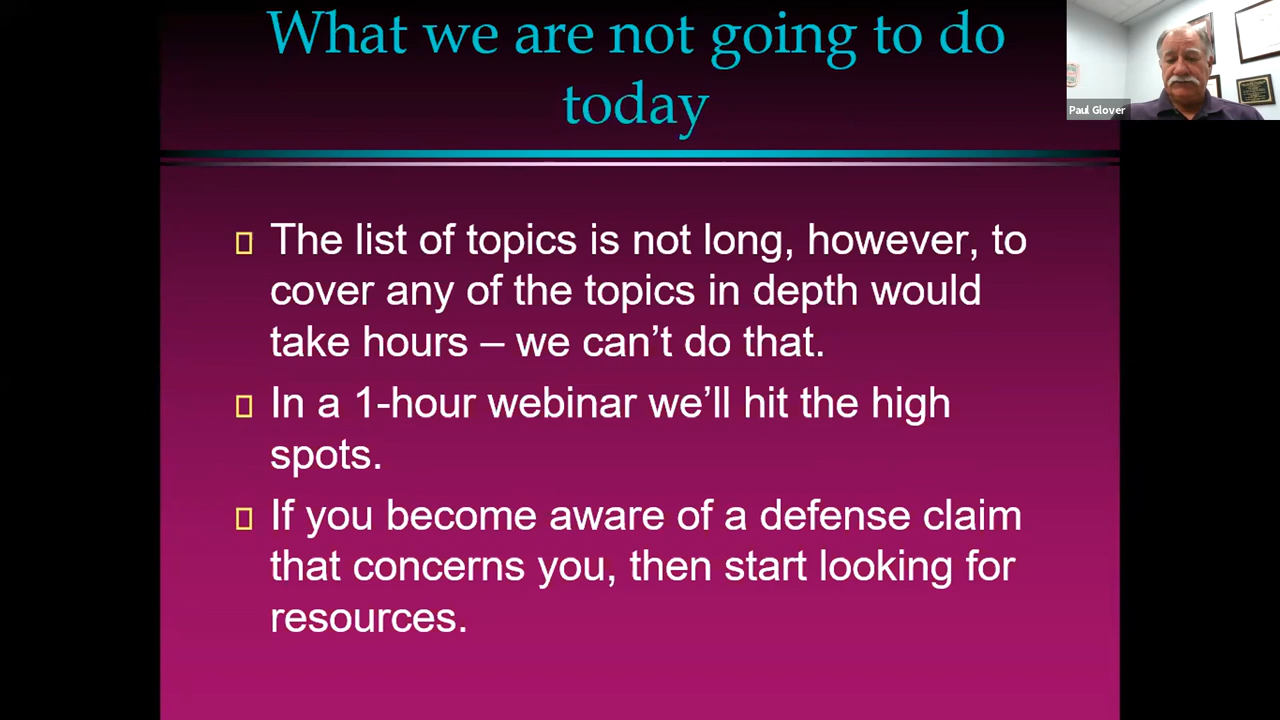 What we are not going to do
today
The list of topics is not long, however, to
cover any of the topics in depth would
take hours – we can’t do that.
In a 1-hour webinar we’ll hit the high
spots.
If you become aware of a defense claim
that concerns you, then start looking for
resources.
Paul Glover